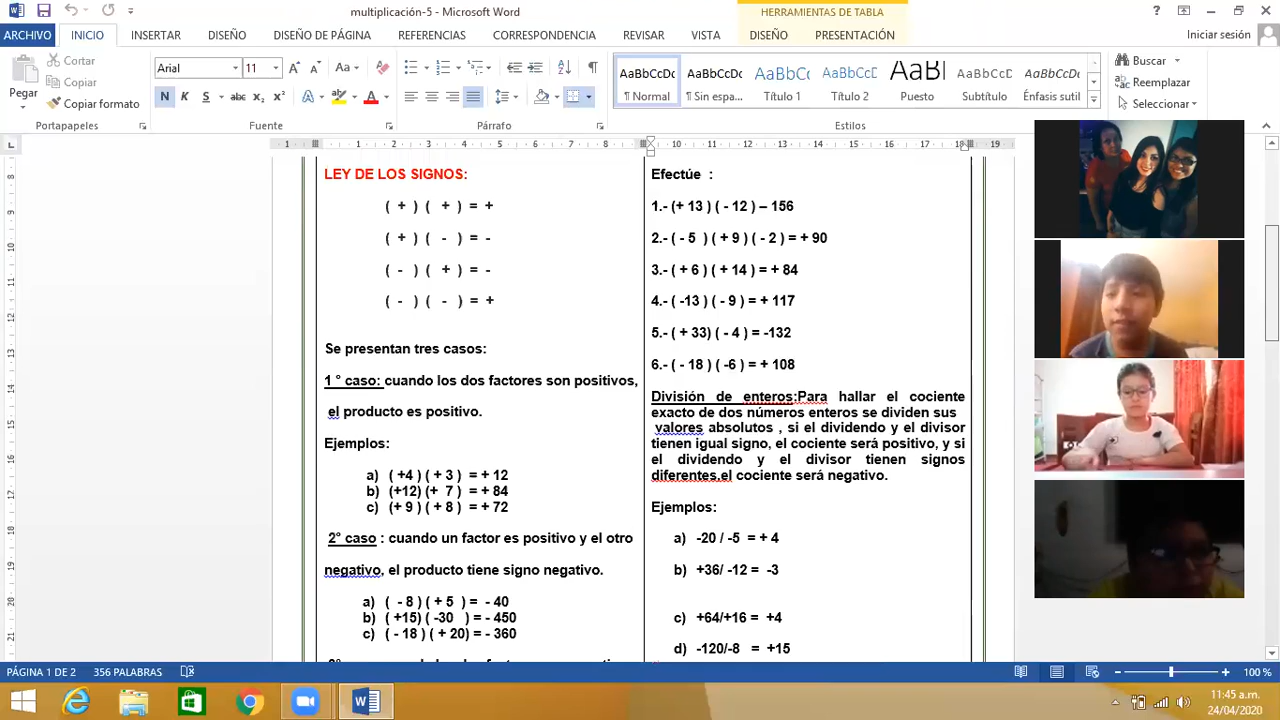 multiplicación-5 - Microsoft Word
HERRAMIENTAS DE TABLA
ARCHIVO INICIO INSERTAR DISEÑO DISEÑO DE PÁGINA REFERENCIAS CORRESPONDENCIA REVISAR VISTA DISEÑO PRESENTACIÓN Iniciar sesión
Pegar
Cortar
Copiar
Copiar formato
Portapapeles
Arial 11
N K S abc x₂ x²
Fuente
Párrafo
AaBbCcDc AaBbCcDc AaBbCc AaBbCcD AaBl AaBbCcD AaBbCcDc
¶ Normal ¶ Sin espa... Título 1 Título 2 Puesto Subtítulo Énfasis sutil
Estilos
Buscar
Reemplazar
Seleccionar
LEY DE LOS SIGNOS:
( + ) ( + ) = +
( + ) ( - ) = -
( - ) ( + ) = -
( - ) ( - ) = +
Se presentan tres casos:
1 ° caso: cuando los dos factores son positivos,
el producto es positivo.
Ejemplos:
a) ( +4 ) ( + 3 ) = + 12
b) (+12) (+ 7 ) = + 84
c) (+ 9 ) ( + 8 ) = + 72
2° caso : cuando un factor es positivo y el otro
negativo, el producto tiene signo negativo.
a) ( - 8 ) ( + 5 ) = - 40
b) ( +15) ( -30 ) = - 450
c) ( - 18 ) ( + 20) = - 360
Efectúe :
1.- (+ 13 ) ( - 12 ) – 156
2.- ( - 5 ) ( + 9 ) ( - 2 ) = + 90
3.- ( + 6 ) ( + 14 ) = + 84
4.- ( -13 ) ( - 9 ) = + 117
5.- ( + 33) ( - 4 ) = -132
6.- ( - 18 ) ( -6 ) = + 108
División de enteros:Para hallar el cociente
exacto de dos números enteros se dividen sus
valores absolutos , si el dividendo y el divisor
tienen igual signo, el cociente será positivo, y si
el dividendo y el divisor tienen signos
diferentes,el cociente será negativo.
Ejemplos:
a) -20 / -5 = + 4
b) +36/ -12 = -3
c) +64/+16 = +4
d) -120/-8 = +15
PÁGINA 1 DE 2 356 PALABRAS 100 %
11:45 a.m.
24/04/2020